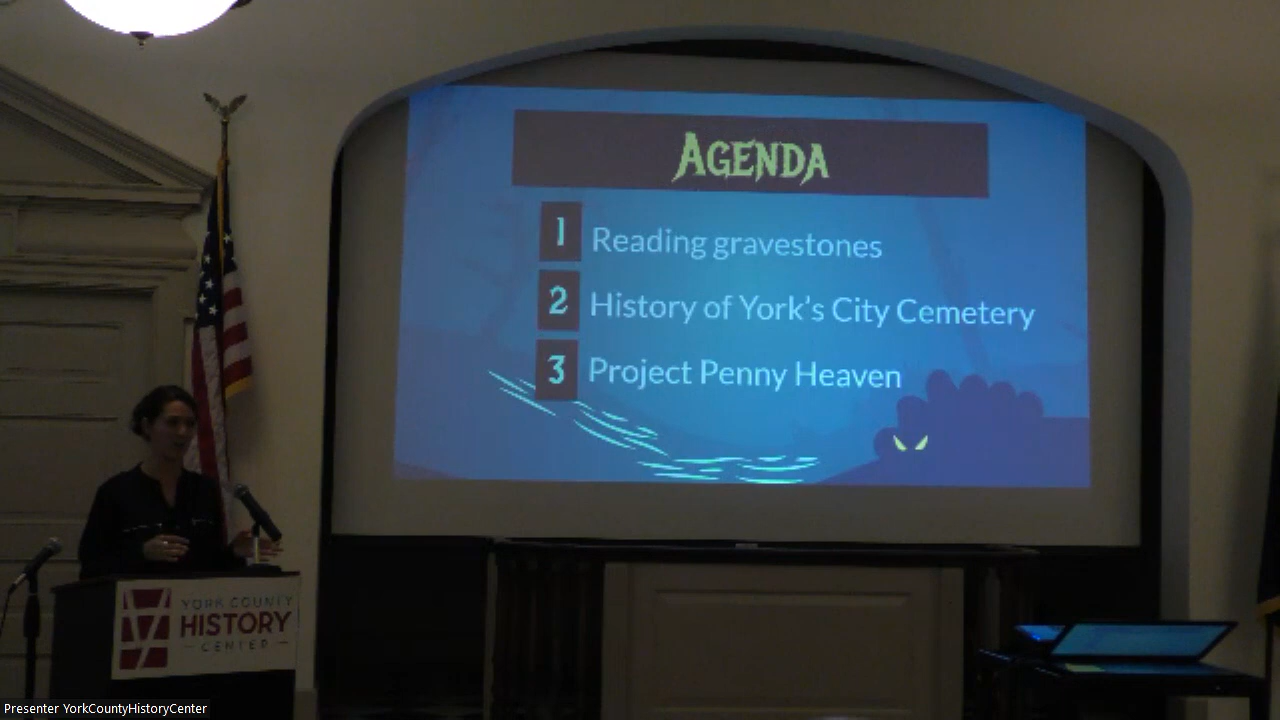 AGENDA
1 Reading gravestones
2 History of York's City Cemetery
3 Project Penny Heaven
YORK COUNTY
HISTORY
CENTER
Presenter YorkCountyHistoryCenter